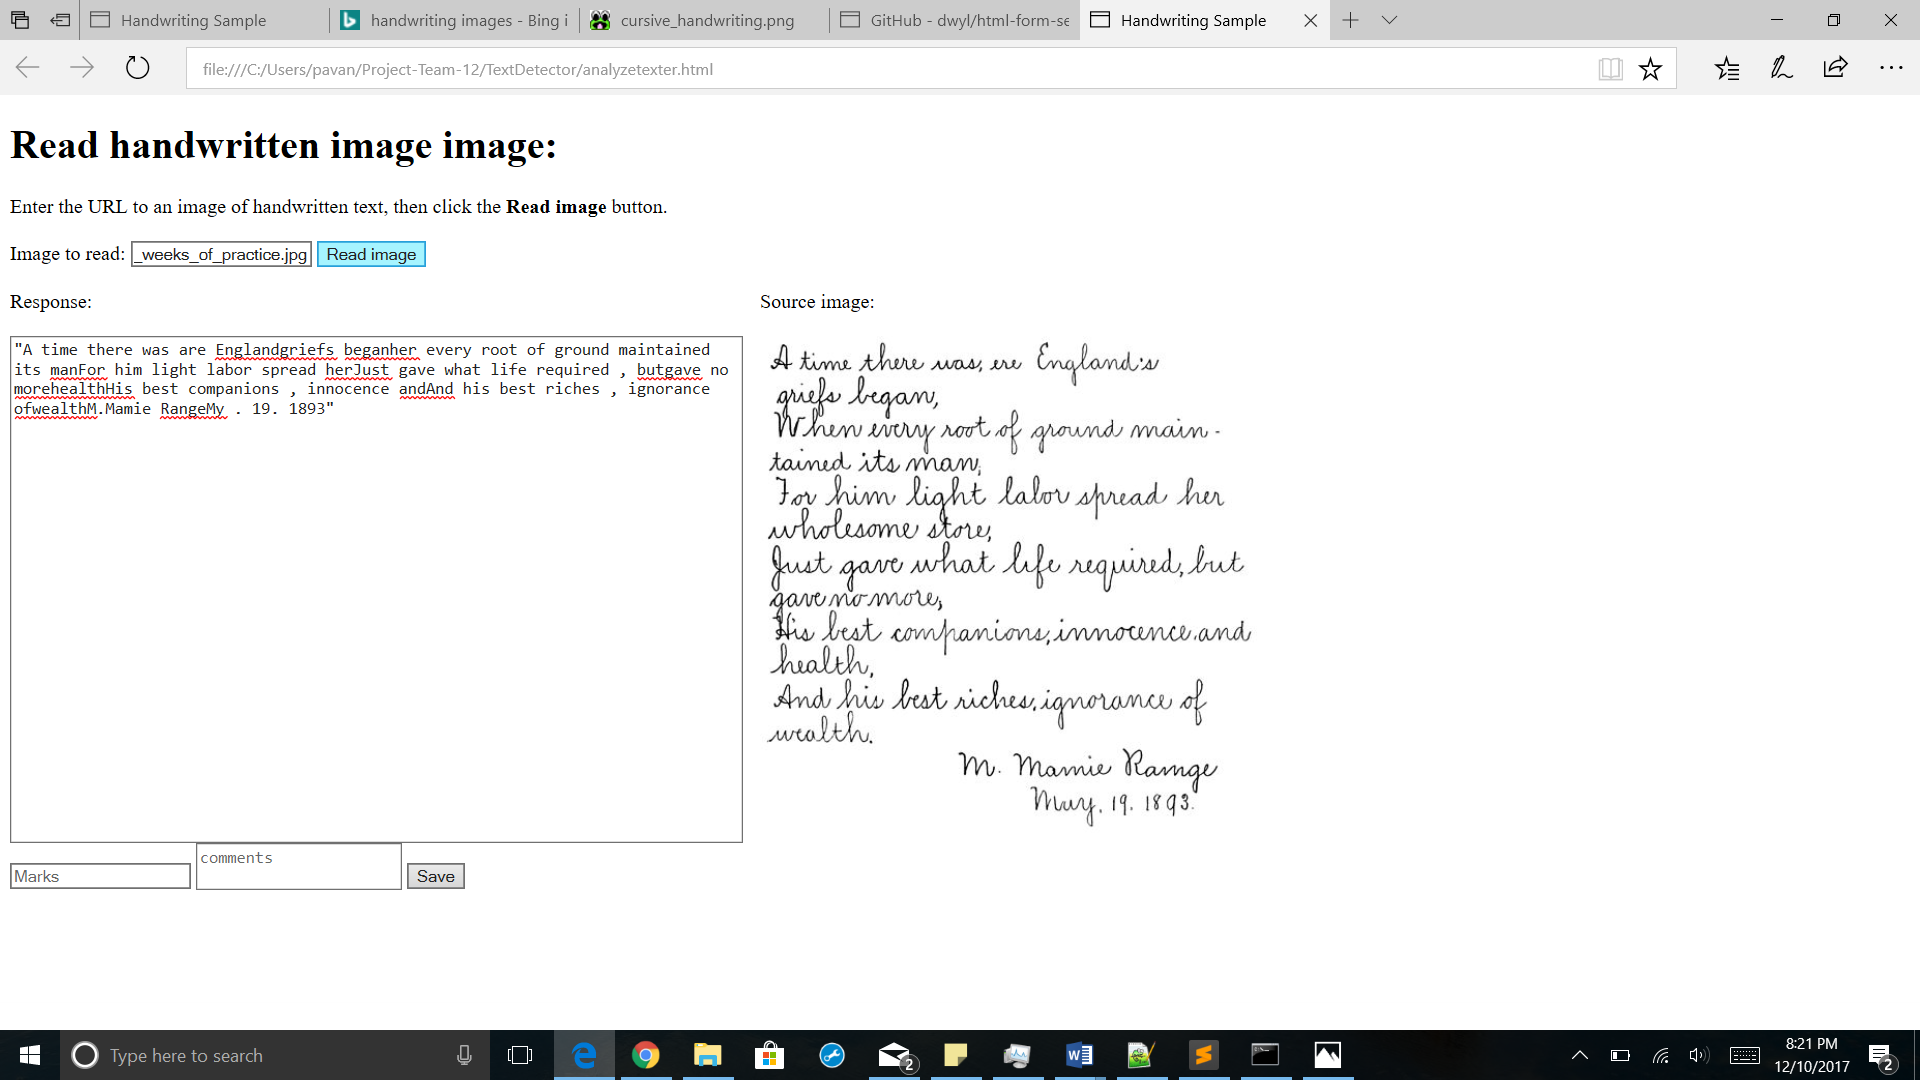 Handwriting Sample
handwriting images - Bing i
cursive_handwriting.png
GitHub - dwyl/html-form-se
Handwriting Sample
file:///C:/Users/pavan/Project-Team-12/TextDetector/analyzetexter.html
Read handwritten image image:
Enter the URL to an image of handwritten text, then click the Read image button.
Image to read: _weeks_of_practice.jpg Read image
Response:
"A time there was are Englandgriefs beganher every root of ground maintained
its manFor him light labor spread herJust gave what life required , butgave no
morehealthHis best companions , innocence andAnd his best riches , ignorance
ofwealthM.Mamie RangeMy . 19. 1893"
Marks
comments
Save
Source image:
A time there was, ere England's
griefs began,
When every root of ground main-
tained its man;
For him light labor spread her
wholesome store,
Just gave what life required, but
gave no more;
His best companions, innocence and
health,
And his best riches, ignorance of
wealth.
M. Mamie Ramge
May, 19. 1893.
Type here to search
2
8:21 PM
12/10/2017
2